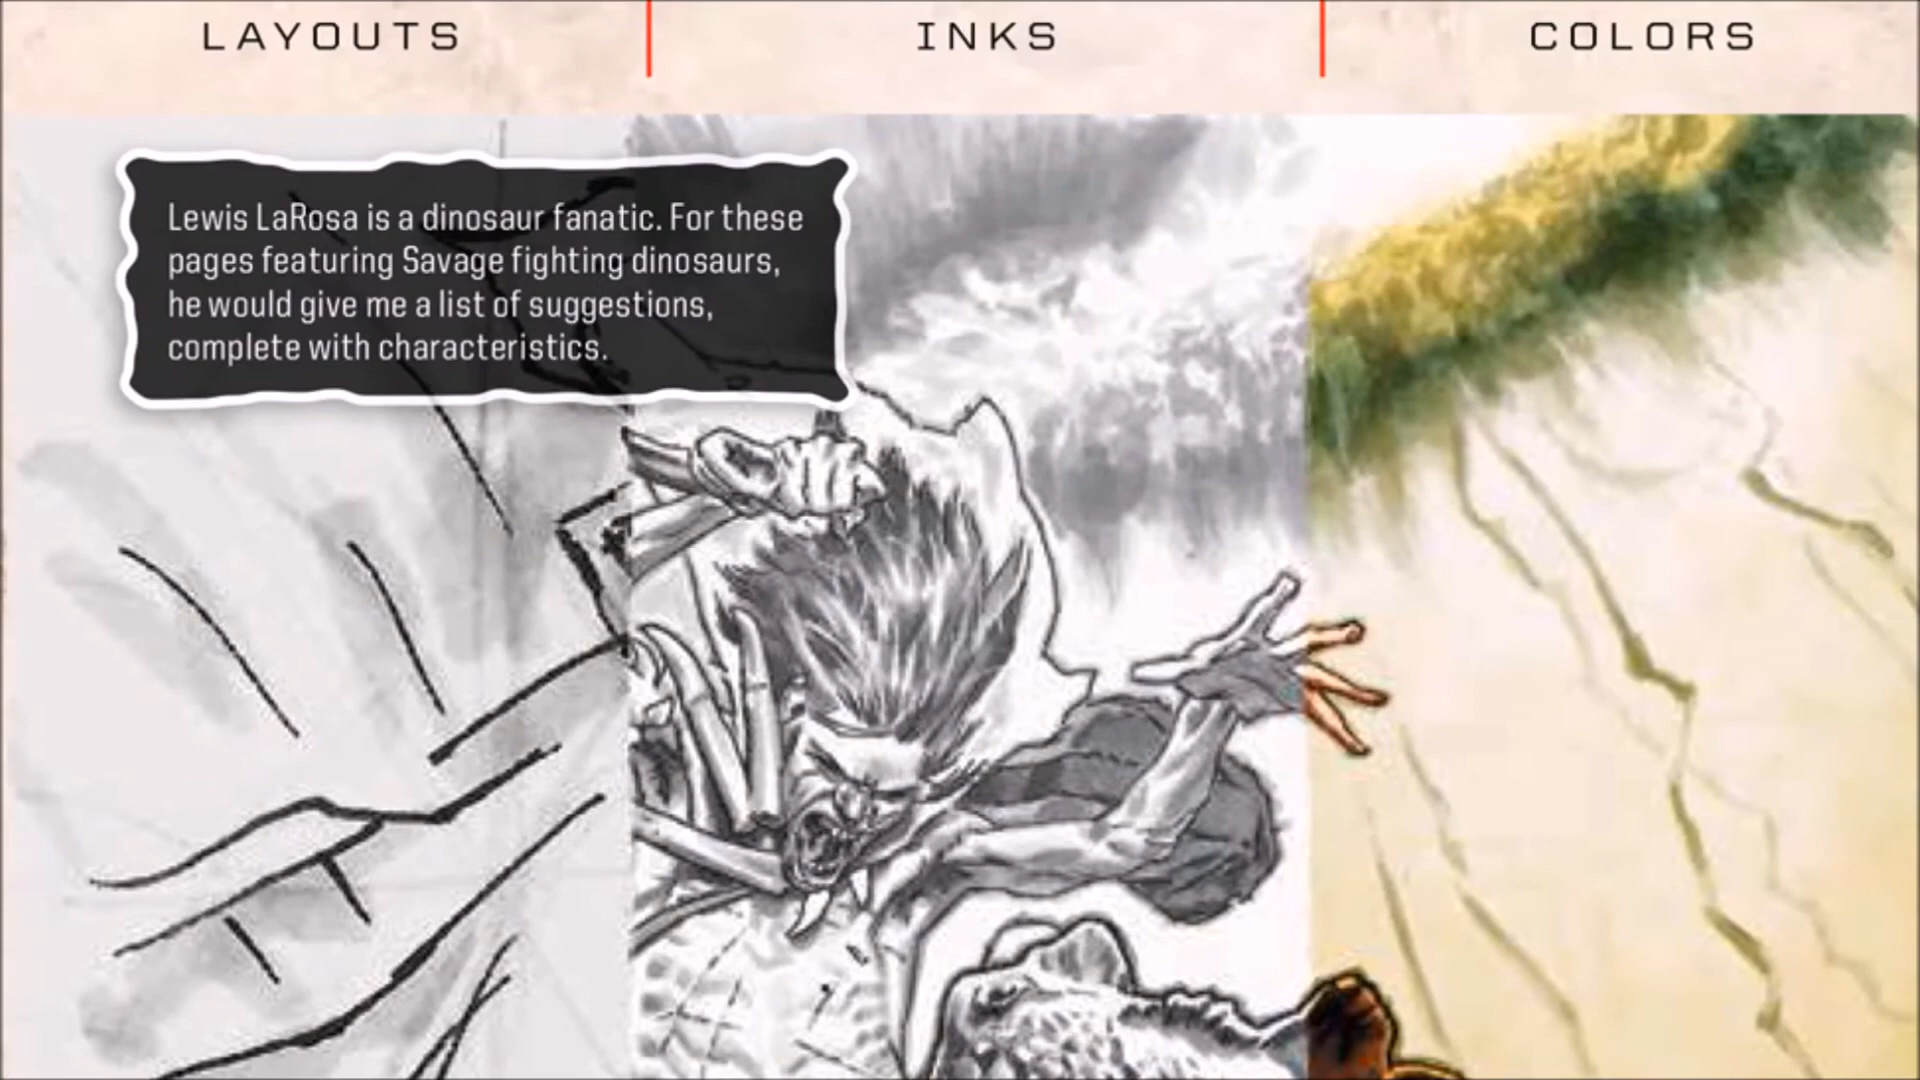 LAYOUTS
INKS
COLORS
Lewis LaRosa is a dinosaur fanatic. For these
pages featuring Savage fighting dinosaurs,
he would give me a list of suggestions,
complete with characteristics.